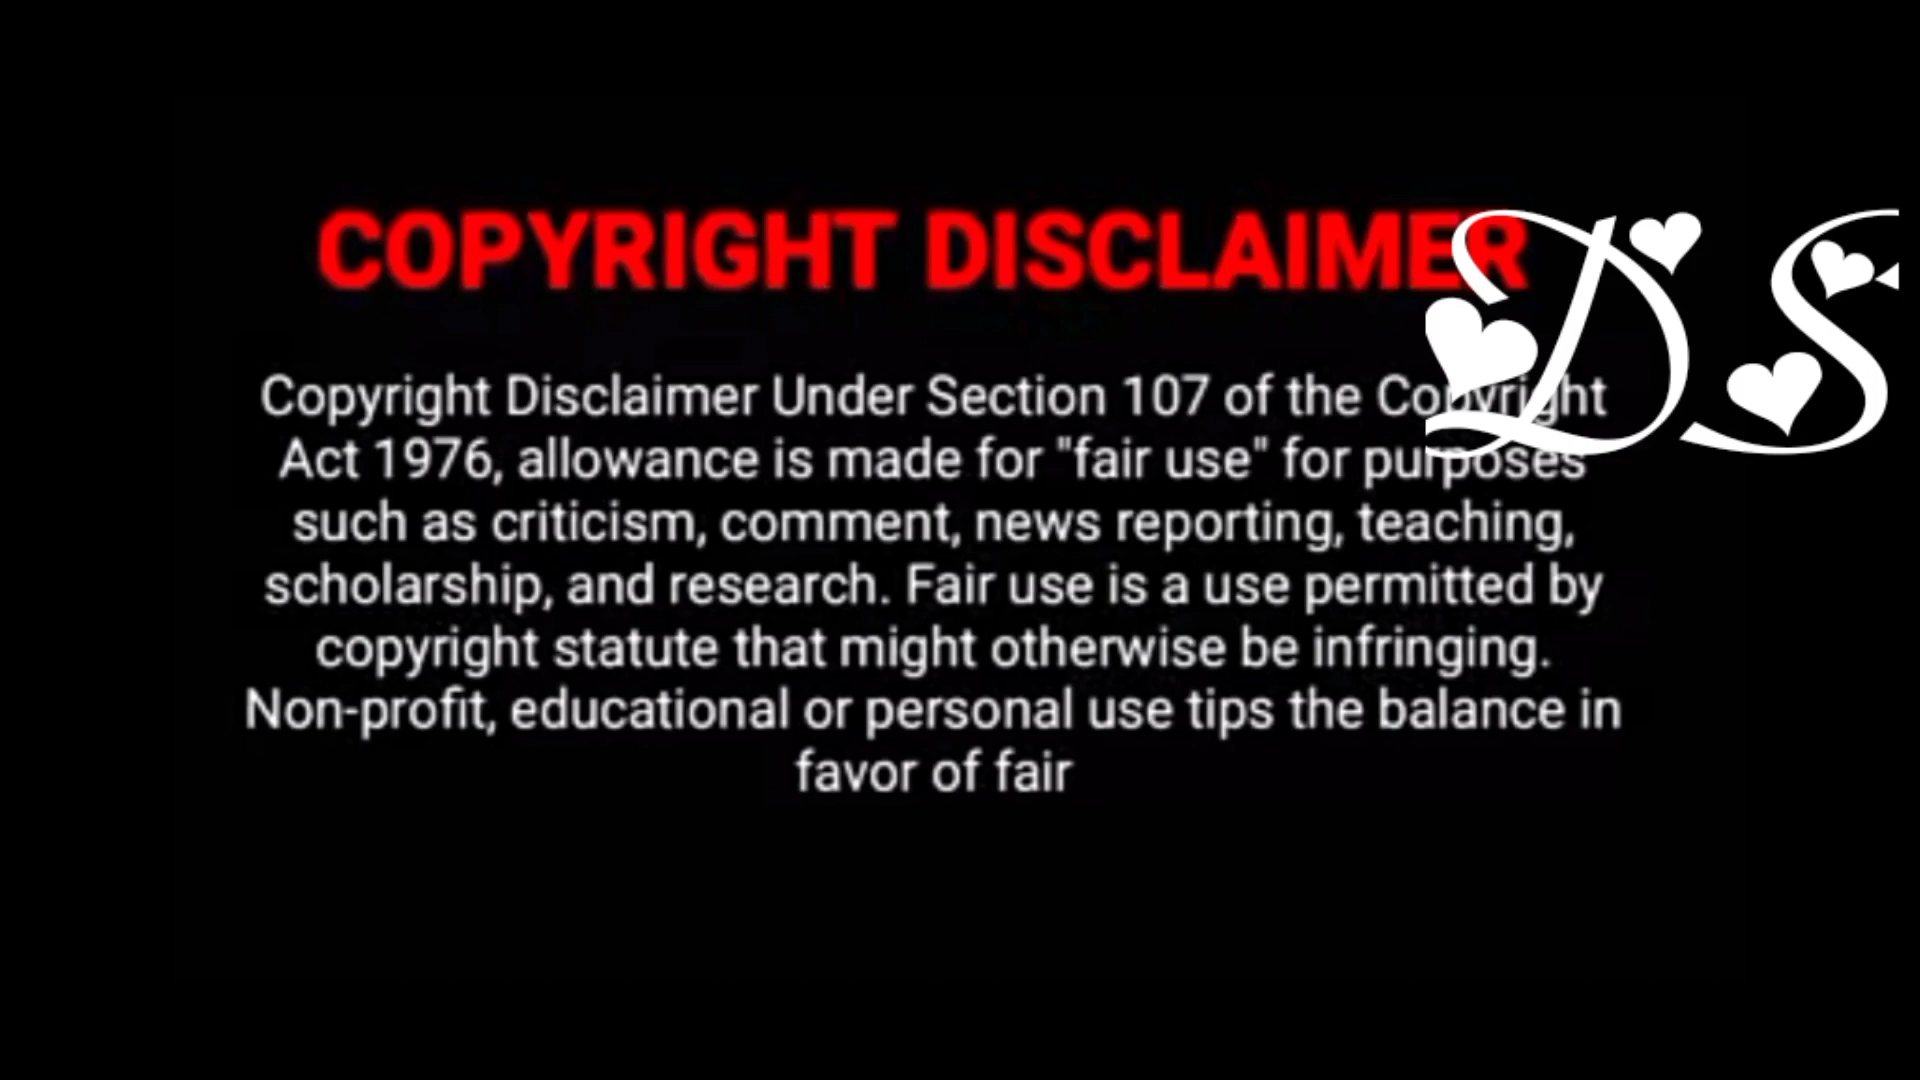 COPYRIGHT DISCLAIMER
DS
Copyright Disclaimer Under Section 107 of the Copyright
Act 1976, allowance is made for "fair use" for purposes
such as criticism, comment, news reporting, teaching,
scholarship, and research. Fair use is a use permitted by
copyright statute that might otherwise be infringing.
Non-profit, educational or personal use tips the balance in
favor of fair